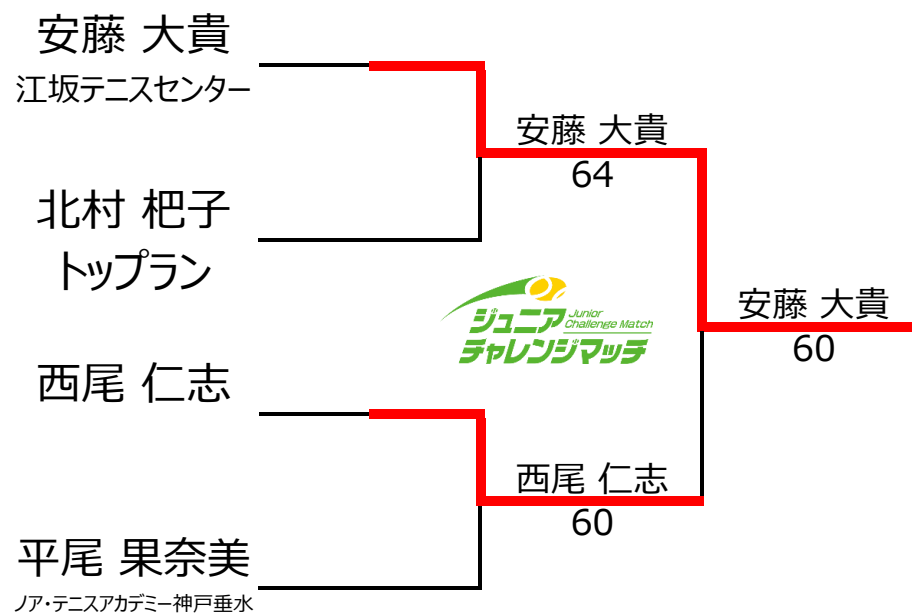 安藤 大貴
江坂テニスセンター
安藤 大貴
64
北村 杷子
トップラン
ジュニア
Junior
Challenge Match
チャレンジマッチ
安藤 大貴
60
西尾 仁志
西尾 仁志
60
平尾 果奈美
ノア・テニスアカデミー神戸垂水